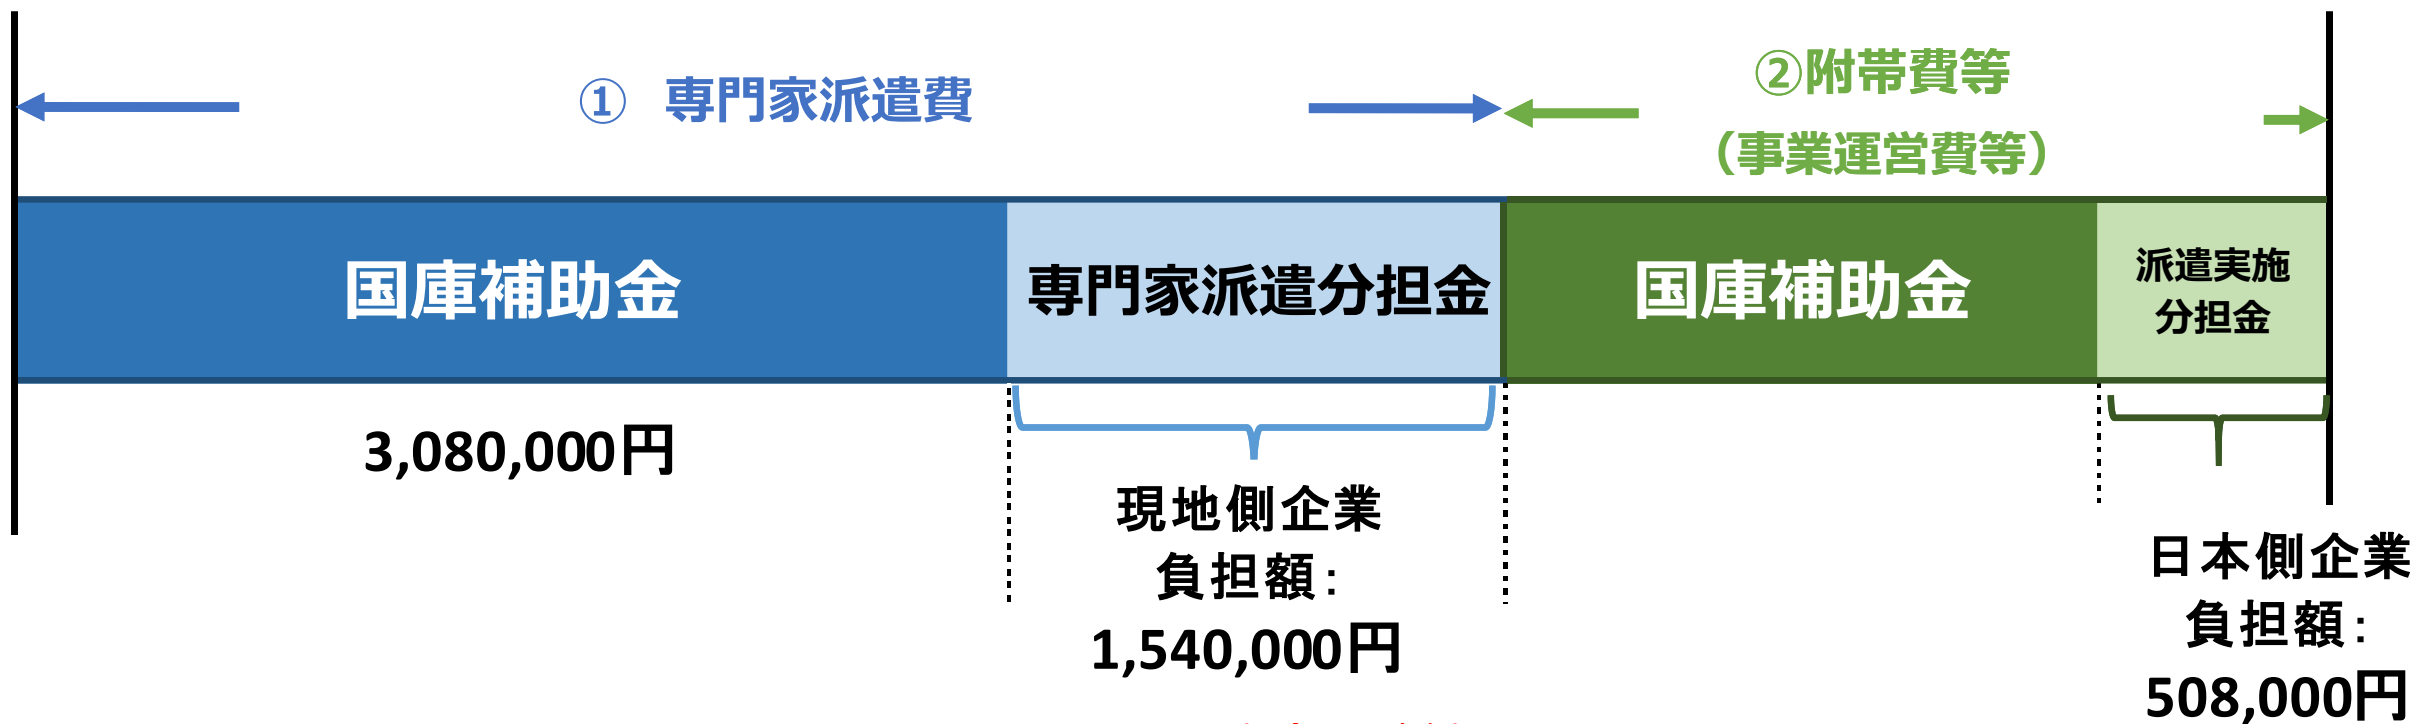 ① 専門家派遣費
②附帯費等
（事業運営費等）
国庫補助金
専門家派遣分担金
国庫補助金
派遣実施
分担金
3,080,000円
現地側企業
負担額：
1,540,000円
日本側企業
負担額：
508,000円